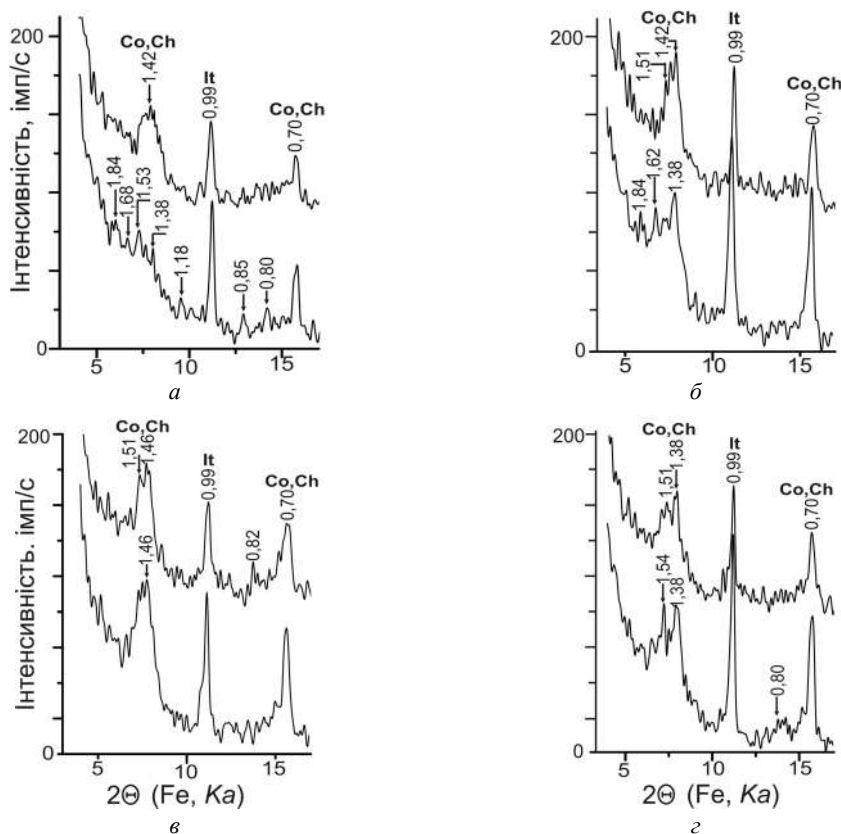 Інтенсивність, імп/с
200
0
Co,Ch
1,42
It
0,99
Co,Ch
0,70
1,84
1,68
1,53
1,38
1,18
0,85
0,80
5 10 15
а
200
0
Co,Ch
1,51
1,42
It
0,99
Co,Ch
0,70
1,84
1,62
1,38
5 10 15
б
Інтенсивність. імп/с
200
0
Co,Ch
1,51
1,46
It
0,99
Co,Ch
0,70
0,82
1,46
5 10 15
2Θ (Fe, Ka)
в
200
0
Co,Ch
1,51
1,38
It
0,99
Co,Ch
0,70
1,54
1,38
0,80
5 10 15
2Θ (Fe, Ka)
г